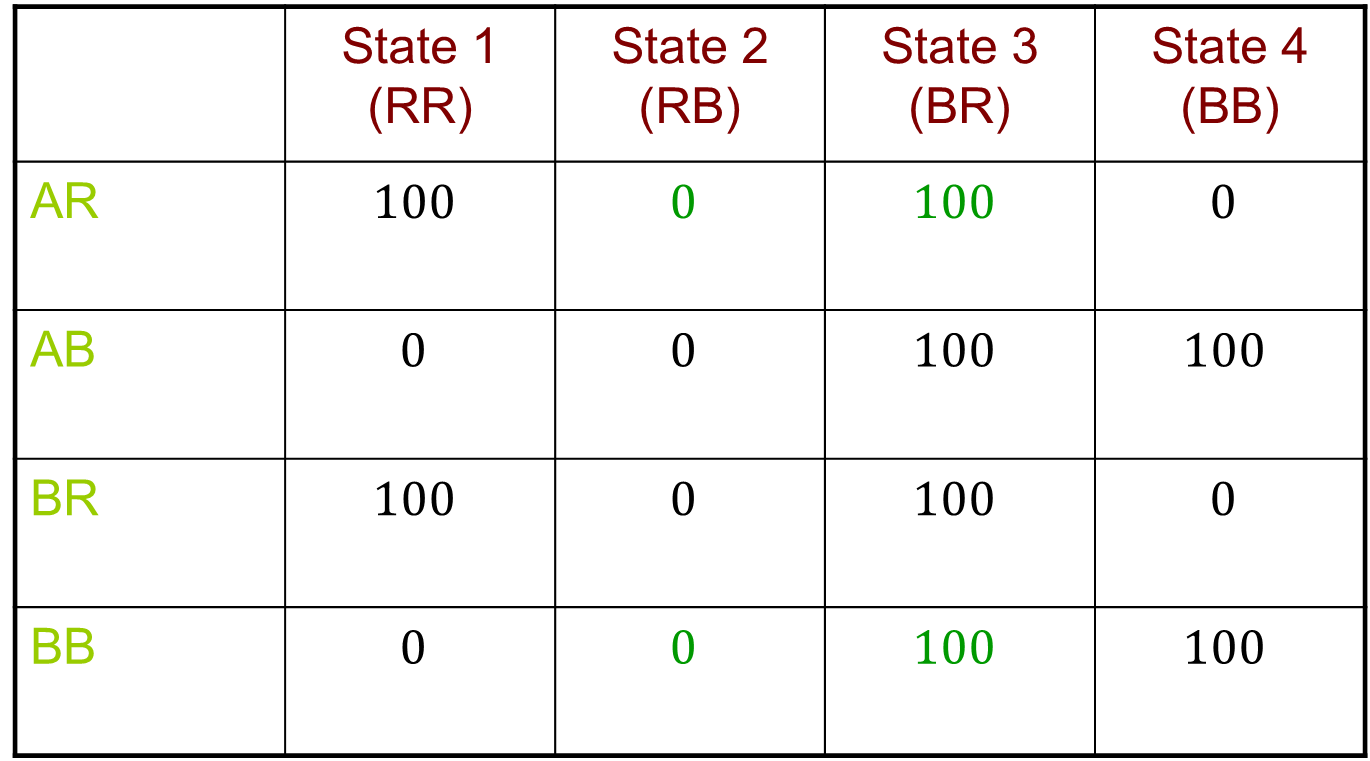 State 1 State 2 State 3 State 4
(RR) (RB) (BR) (BB)
AR 100 0 100 0
AB 0 0 100 100
BR 100 0 100 0
BB 0 0 100 100